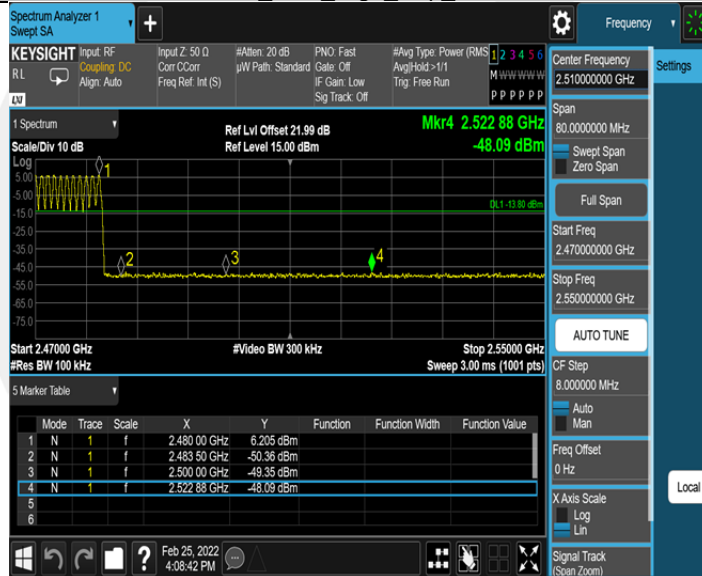 Spectrum Analyzer 1
Swept SA
+
Frequency
KEYSIGHT Input: RF Input Z: 50 Ω #Atten: 20 dB PNO: Fast #Avg Type: Power (RMS 1 2 3 4 5 6
RL Coupling: DC Corr CCorr µW Path: Standard Gate: Off Avg|Hold:>1/1 M W W W W W
Align: Auto Freq Ref: Int (S) IF Gain: Low Trig: Free Run
Sig Track: Off P P P P P P
LXI
1 Spectrum
Ref Lvl Offset 21.99 dB Mkr4 2.522 88 GHz
Scale/Div 10 dB Ref Level 15.00 dBm -48.09 dBm
Log
5.00
-5.00
-15.0
-25.0
-35.0
-45.0
-55.0
-65.0
-75.0
1
DL1 -13.80 dBm
2
3
4
Start 2.47000 GHz #Video BW 300 kHz Stop 2.55000 GHz
#Res BW 100 kHz Sweep 3.00 ms (1001 pts)
5 Marker Table
Mode Trace Scale X Y Function Function Width Function Value
1 N 1 f 2.480 00 GHz 6.205 dBm
2 N 1 f 2.483 50 GHz -50.36 dBm
3 N 1 f 2.500 00 GHz -49.35 dBm
4 N 1 f 2.522 88 GHz -48.09 dBm
5
6
Feb 25, 2022
4:08:42 PM
?
Center Frequency
2.510000000 GHz
Span
80.0000000 MHz
Swept Span
Zero Span
Full Span
Start Freq
2.470000000 GHz
Stop Freq
2.550000000 GHz
AUTO TUNE
CF Step
8.000000 MHz
Auto
Man
Freq Offset
0 Hz
X Axis Scale
Log
Lin
Signal Track
(Span Zoom)
Settings
Local